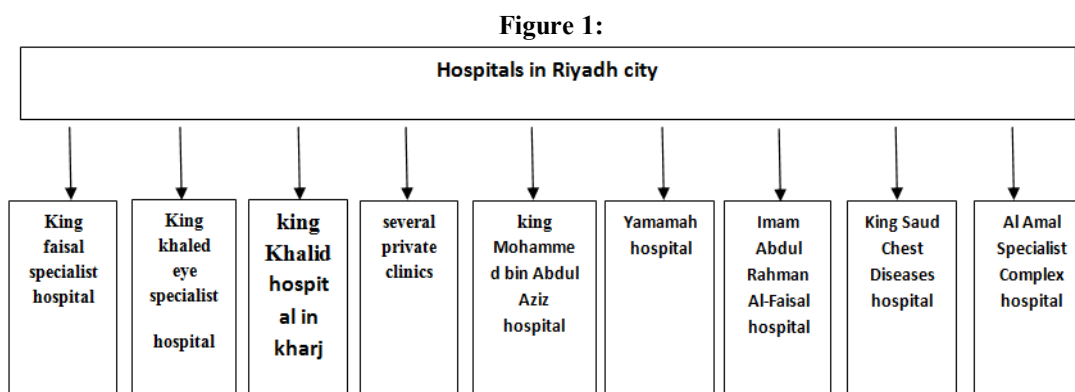 Figure 1:
Hospitals in Riyadh city
King
faisal
specialist
hospital
King
khaled
eye
specialist
hospital
king
Khalid
hospit
al in
kharj
several
private
clinics
king
Mohamme
d bin Abdul
Aziz
hospital
Yamamah
hospital
Imam
Abdul
Rahman
Al-Faisal
hospital
King Saud
Chest
Diseases
hospital
Al Amal
Specialist
Complex
hospital